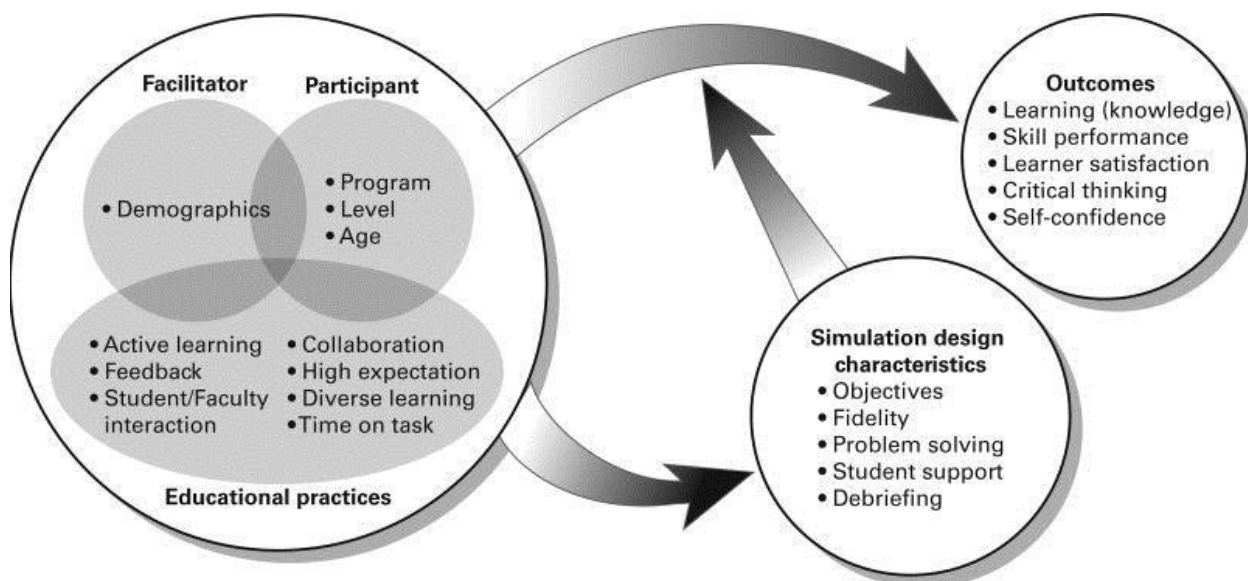 Facilitator
Participant
• Demographics
• Program
• Level
• Age
• Active learning
• Feedback
• Student/Faculty
interaction
• Collaboration
• High expectation
• Diverse learning
• Time on task
Educational practices
Simulation design
characteristics
• Objectives
• Fidelity
• Problem solving
• Student support
• Debriefing
Outcomes
• Learning (knowledge)
• Skill performance
• Learner satisfaction
• Critical thinking
• Self-confidence